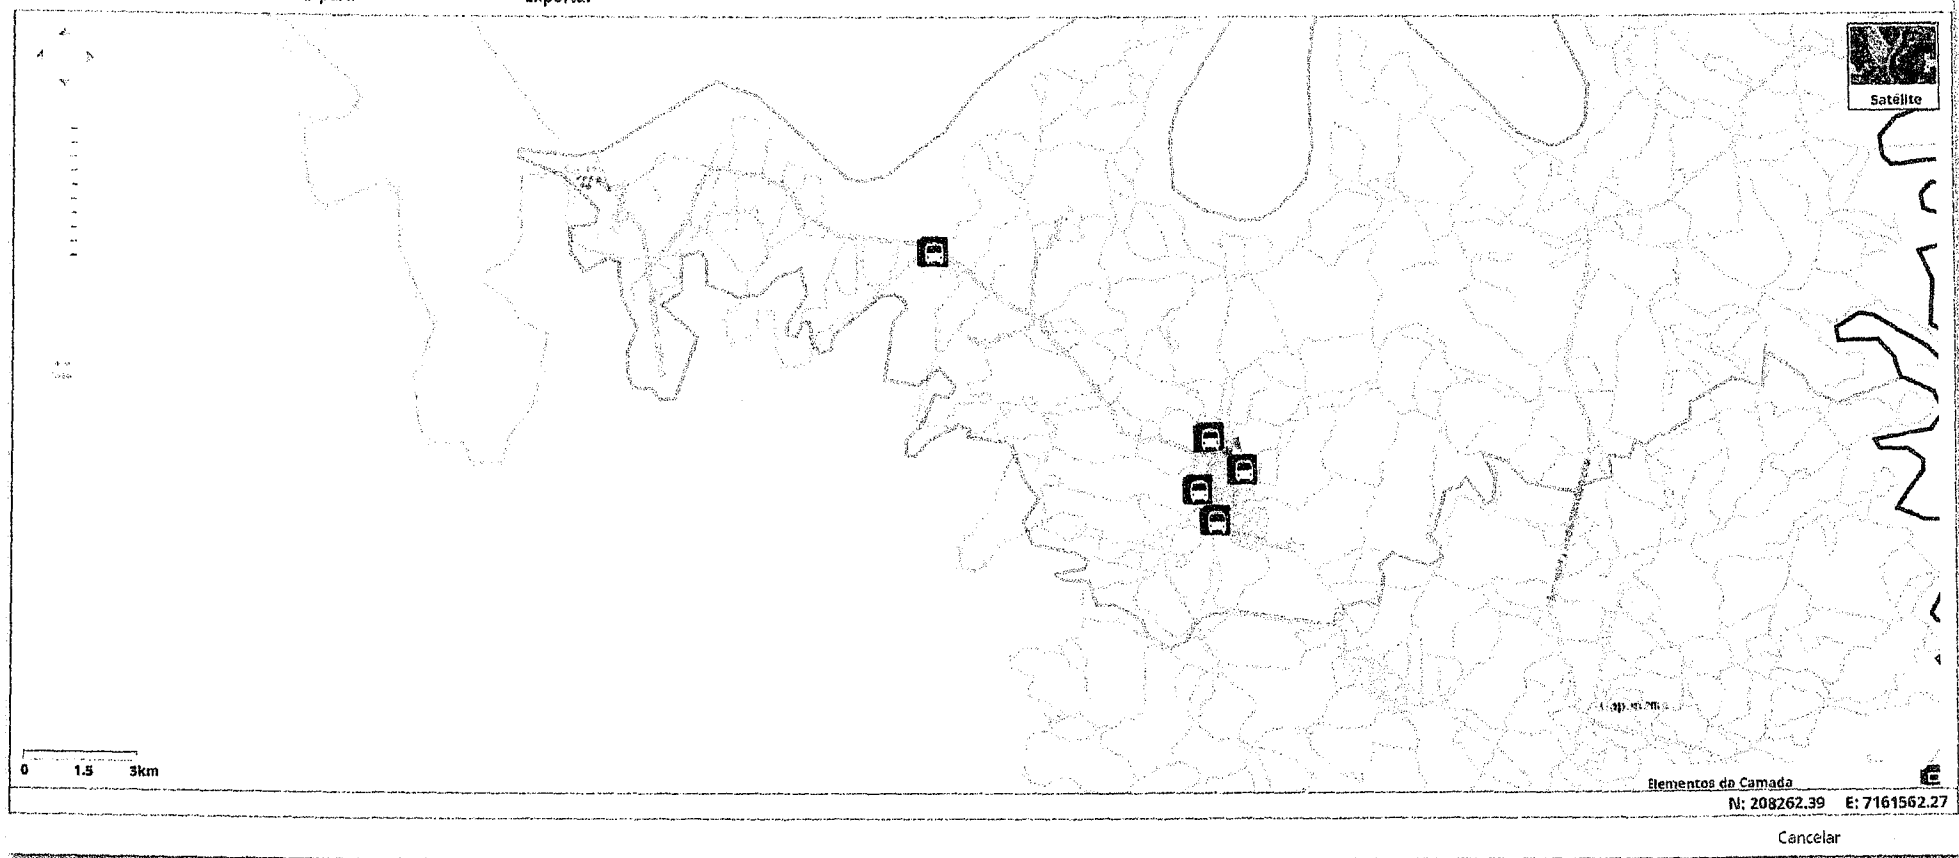 Satélite
0 1.5 3km
Elementos da Camada
N: 208262.39 E: 7161562.27
Cancelar